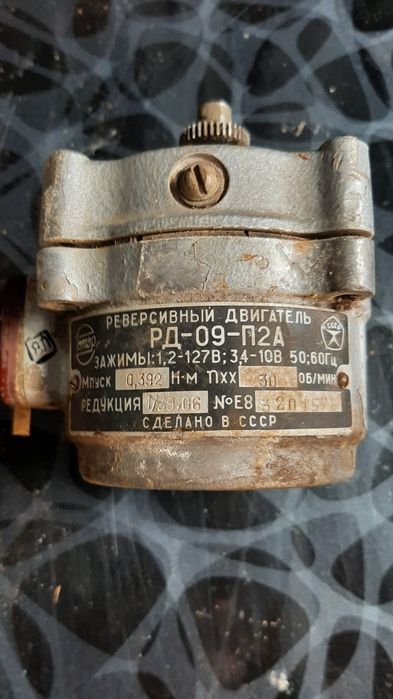 РЕВЕРСИВНЫЙ ДВИГАТЕЛЬ
РД-09-П2А
ЗАЖИМЫ:1,2-127В; 3,4-10В 50;60Гц
Мпуск 0,392 Н·м Пхх 30 ОБ/МИН
РЕДУКЦИЯ 1/39,06 №Е8
СДЕЛАНО В СССР